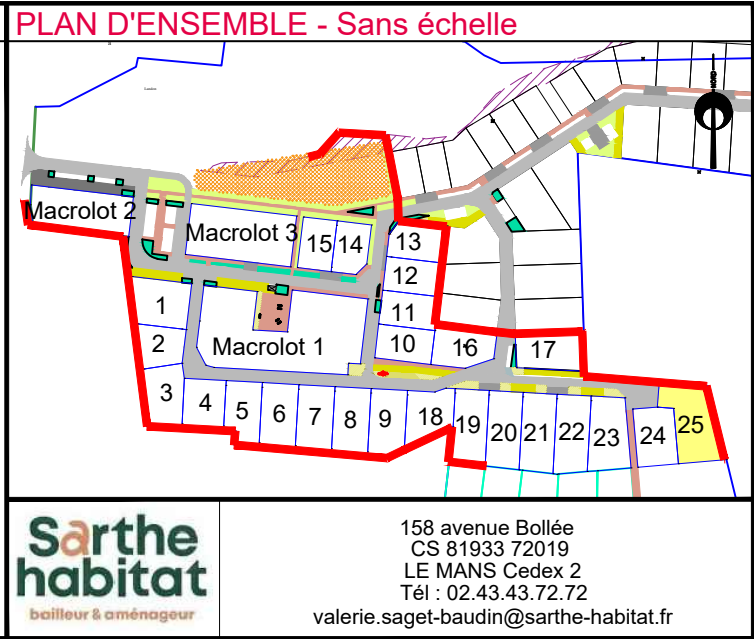 PLAN D'ENSEMBLE - Sans échelle
Macrolot 2
Macrolot 3
15
14
13
12
11
10
16
17
1
2
3
Macrolot 1
4
5
6
7
8
9
18
19
20
21
22
23
24
25
Sarthe
habitat
bailleur & aménageur
158 avenue Bollée
CS 81933 72019
LE MANS Cedex 2
Tél : 02.43.43.72.72
valerie.saget-baudin@sarthe-habitat.fr